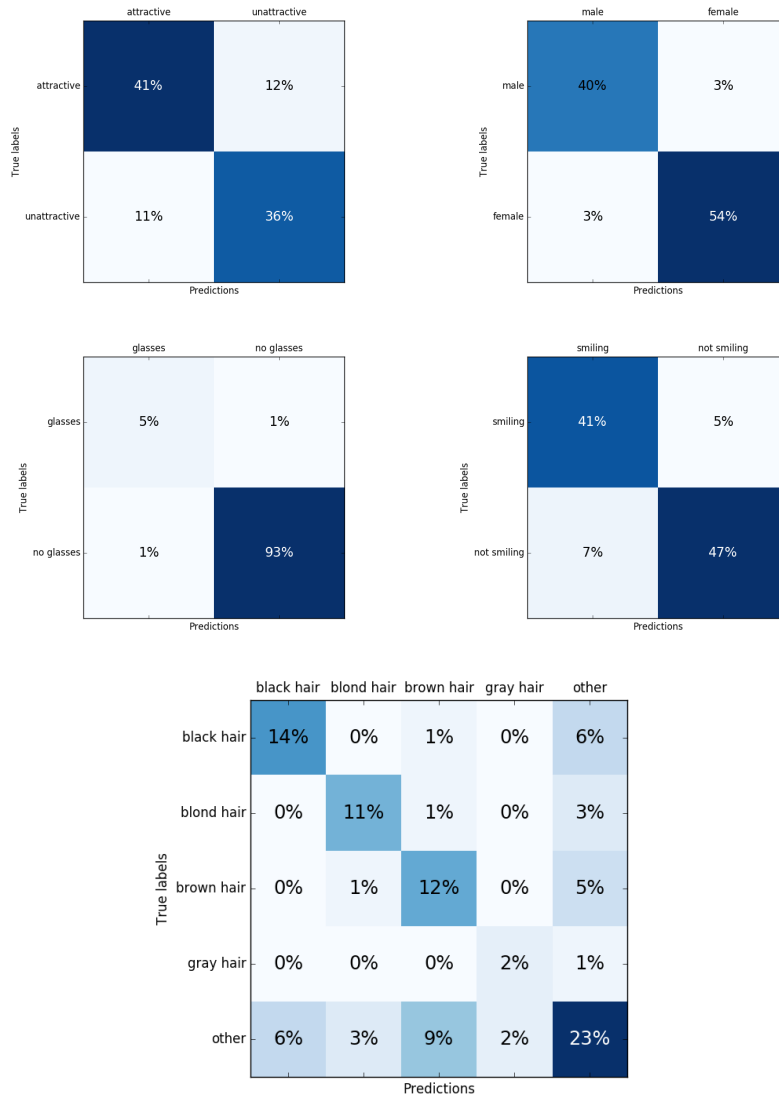 attractive unattractive
attractive 41% 12%
unattractive 11% 36%
True labels
Predictions
male female
male 40% 3%
female 3% 54%
True labels
Predictions
glasses no glasses
glasses 5% 1%
no glasses 1% 93%
True labels
Predictions
smiling not smiling
smiling 41% 5%
not smiling 7% 47%
True labels
Predictions
black hair blond hair brown hair gray hair other
black hair 14% 0% 1% 0% 6%
blond hair 0% 11% 1% 0% 3%
brown hair 0% 1% 12% 0% 5%
gray hair 0% 0% 0% 2% 1%
other 6% 3% 9% 2% 23%
True labels
Predictions